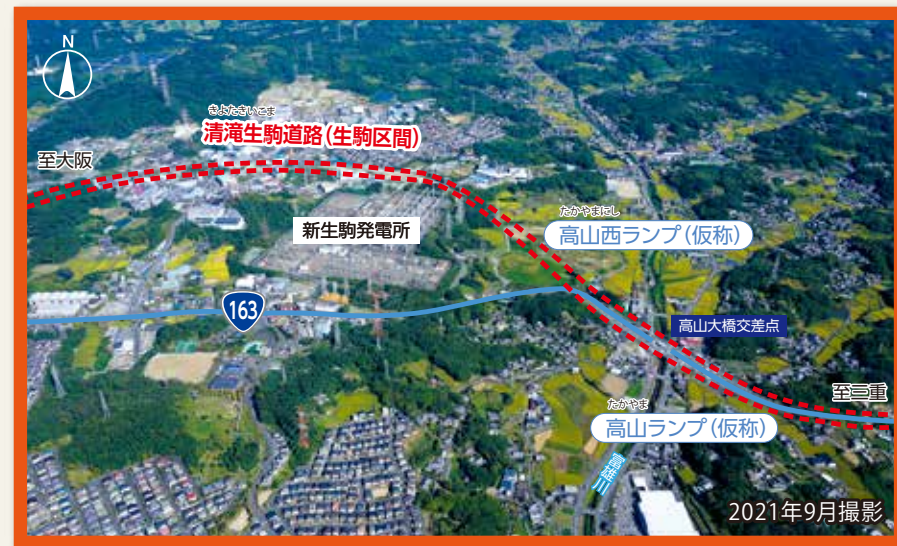 N
きよたきいこま
清滝生駒道路(生駒区間)
至大阪
新生駒発電所
たかやまにし
高山西ランプ(仮称)
163
高山大橋交差点
至三重
たかやま
高山ランプ(仮称)
富雄川
2021年9月撮影